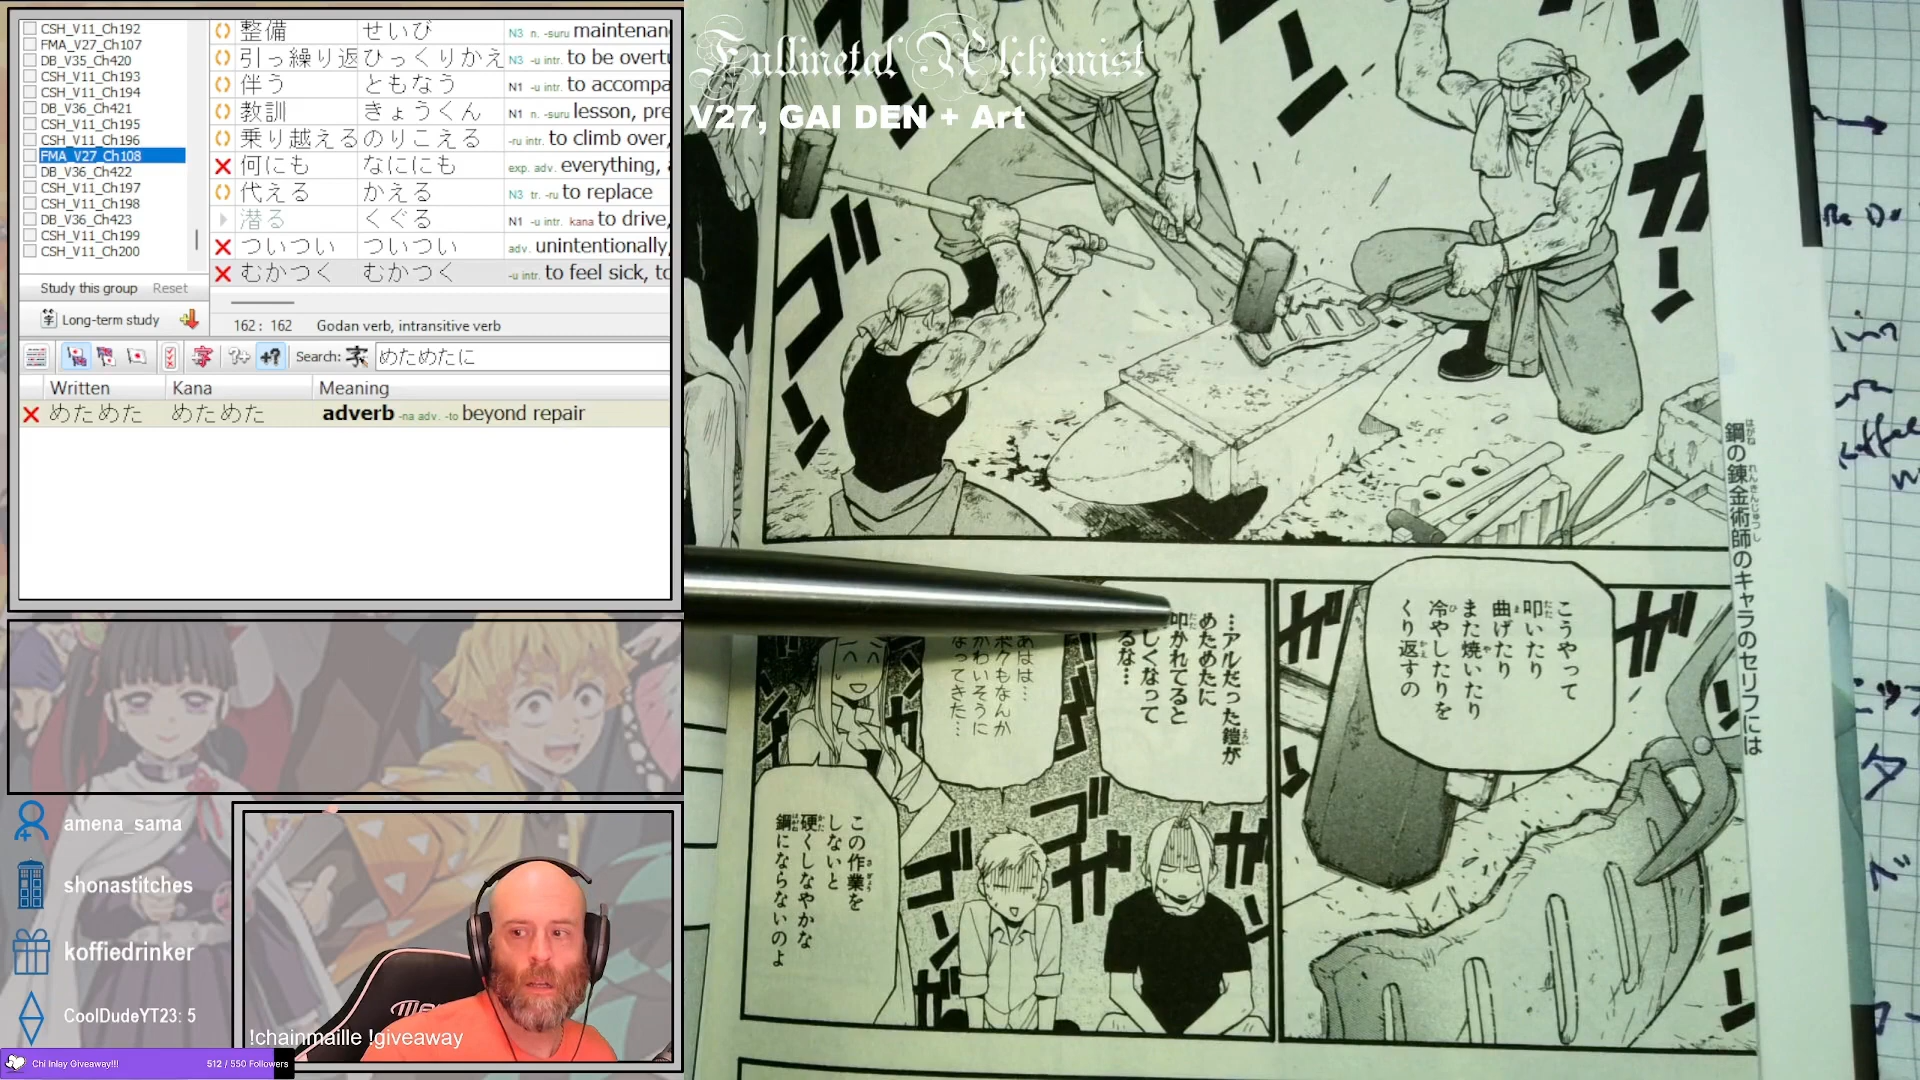 CSH_V11_Ch192
FMA_V27_Ch107
DB_V35_Ch420
CSH_V11_Ch193
CSH_V11_Ch194
DB_V36_Ch421
CSH_V11_Ch195
CSH_V11_Ch196
FMA_V27_Ch108
DB_V36_Ch422
CSH_V11_Ch197
CSH_V11_Ch198
DB_V36_Ch423
CSH_V11_Ch199
CSH_V11_Ch200
Study this group Reset
Long-term study
整備 せいび N3 n. -suru maintenan
引っ繰り返 ひっくりかえ N3 -u intr. to be overtu
伴う ともなう N1 -u intr. to accompa
教訓 きょうくん N1 n. -suru lesson, pre
乗り越える のりこえる -ru intr. to climb over,
何にも なににも exp. adv. everything,
代える かえる N3 tr. -ru to replace
潜る くぐる N1 -u intr. kana to drive,
ついつい ついつい adv. unintentionally,
むかつく むかつく -u intr. to feel sick, to
162: 162 Godan verb, intransitive verb
Search: めためたに
Written Kana Meaning
めためた めためた adverb -na adv. -to beyond repair
amena_sama
shonastitches
koffiedrinker
CoolDudeYT23: 5
!chainmaille !giveaway
Chi Inlay Giveaway!!! 512 / 550 Followers
Fullmetal Alchemist
V27, GAI DEN + Art
鋼の錬金術師のキャラのセリフには
こうやって
叩いたり
曲げたり
また焼いたり
冷やしたりを
くり返すの
…アルだった鎧が
めためたに
叩かれてると
しくなって
るな…
あはは…
ボクもなんか
かわいそうに
なってきた…
この作業を
しないと
硬くしなやかな
鋼にならないのよ